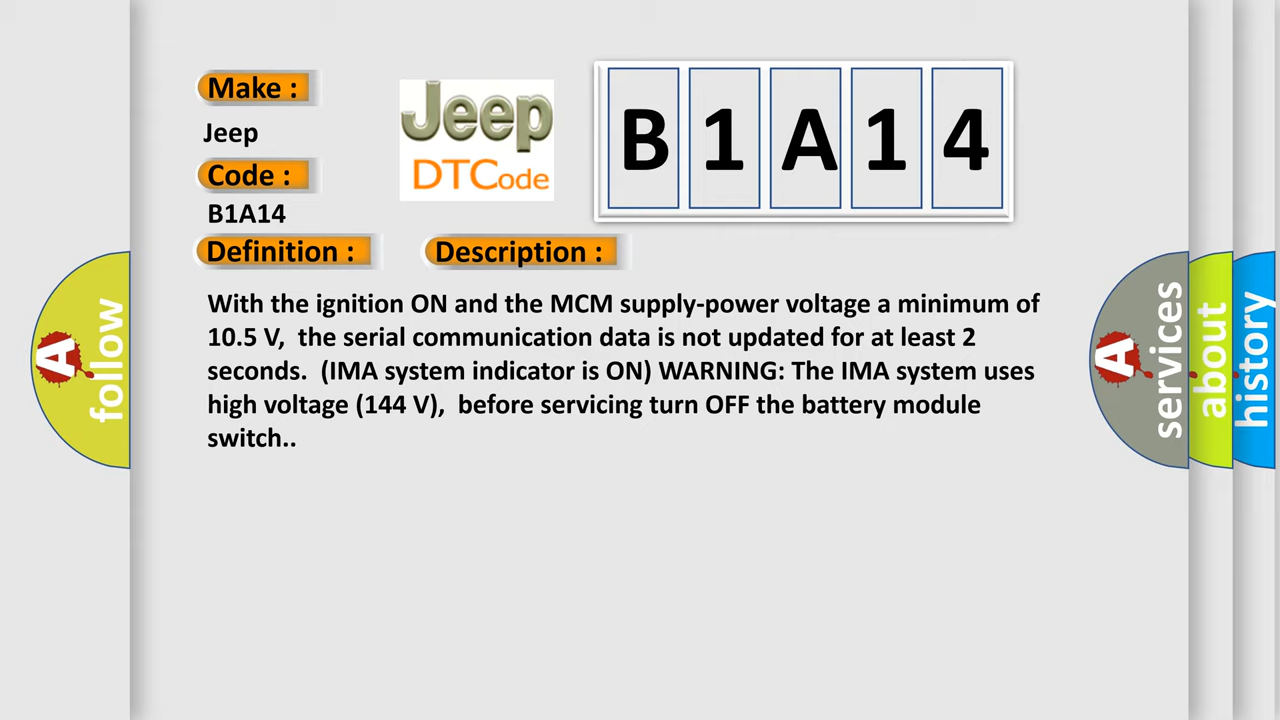 Make :
Jeep
Code :
B1A14
Jeep
DTCode
B1A14
Definition :
Description :
With the ignition ON and the MCM supply-power voltage a minimum of
10.5 V,  the serial communication data is not updated for at least 2
seconds.  (IMA system indicator is ON) WARNING: The IMA system uses
high voltage (144 V),  before servicing turn OFF the battery module
switch..
A
follow
A
services
about
history